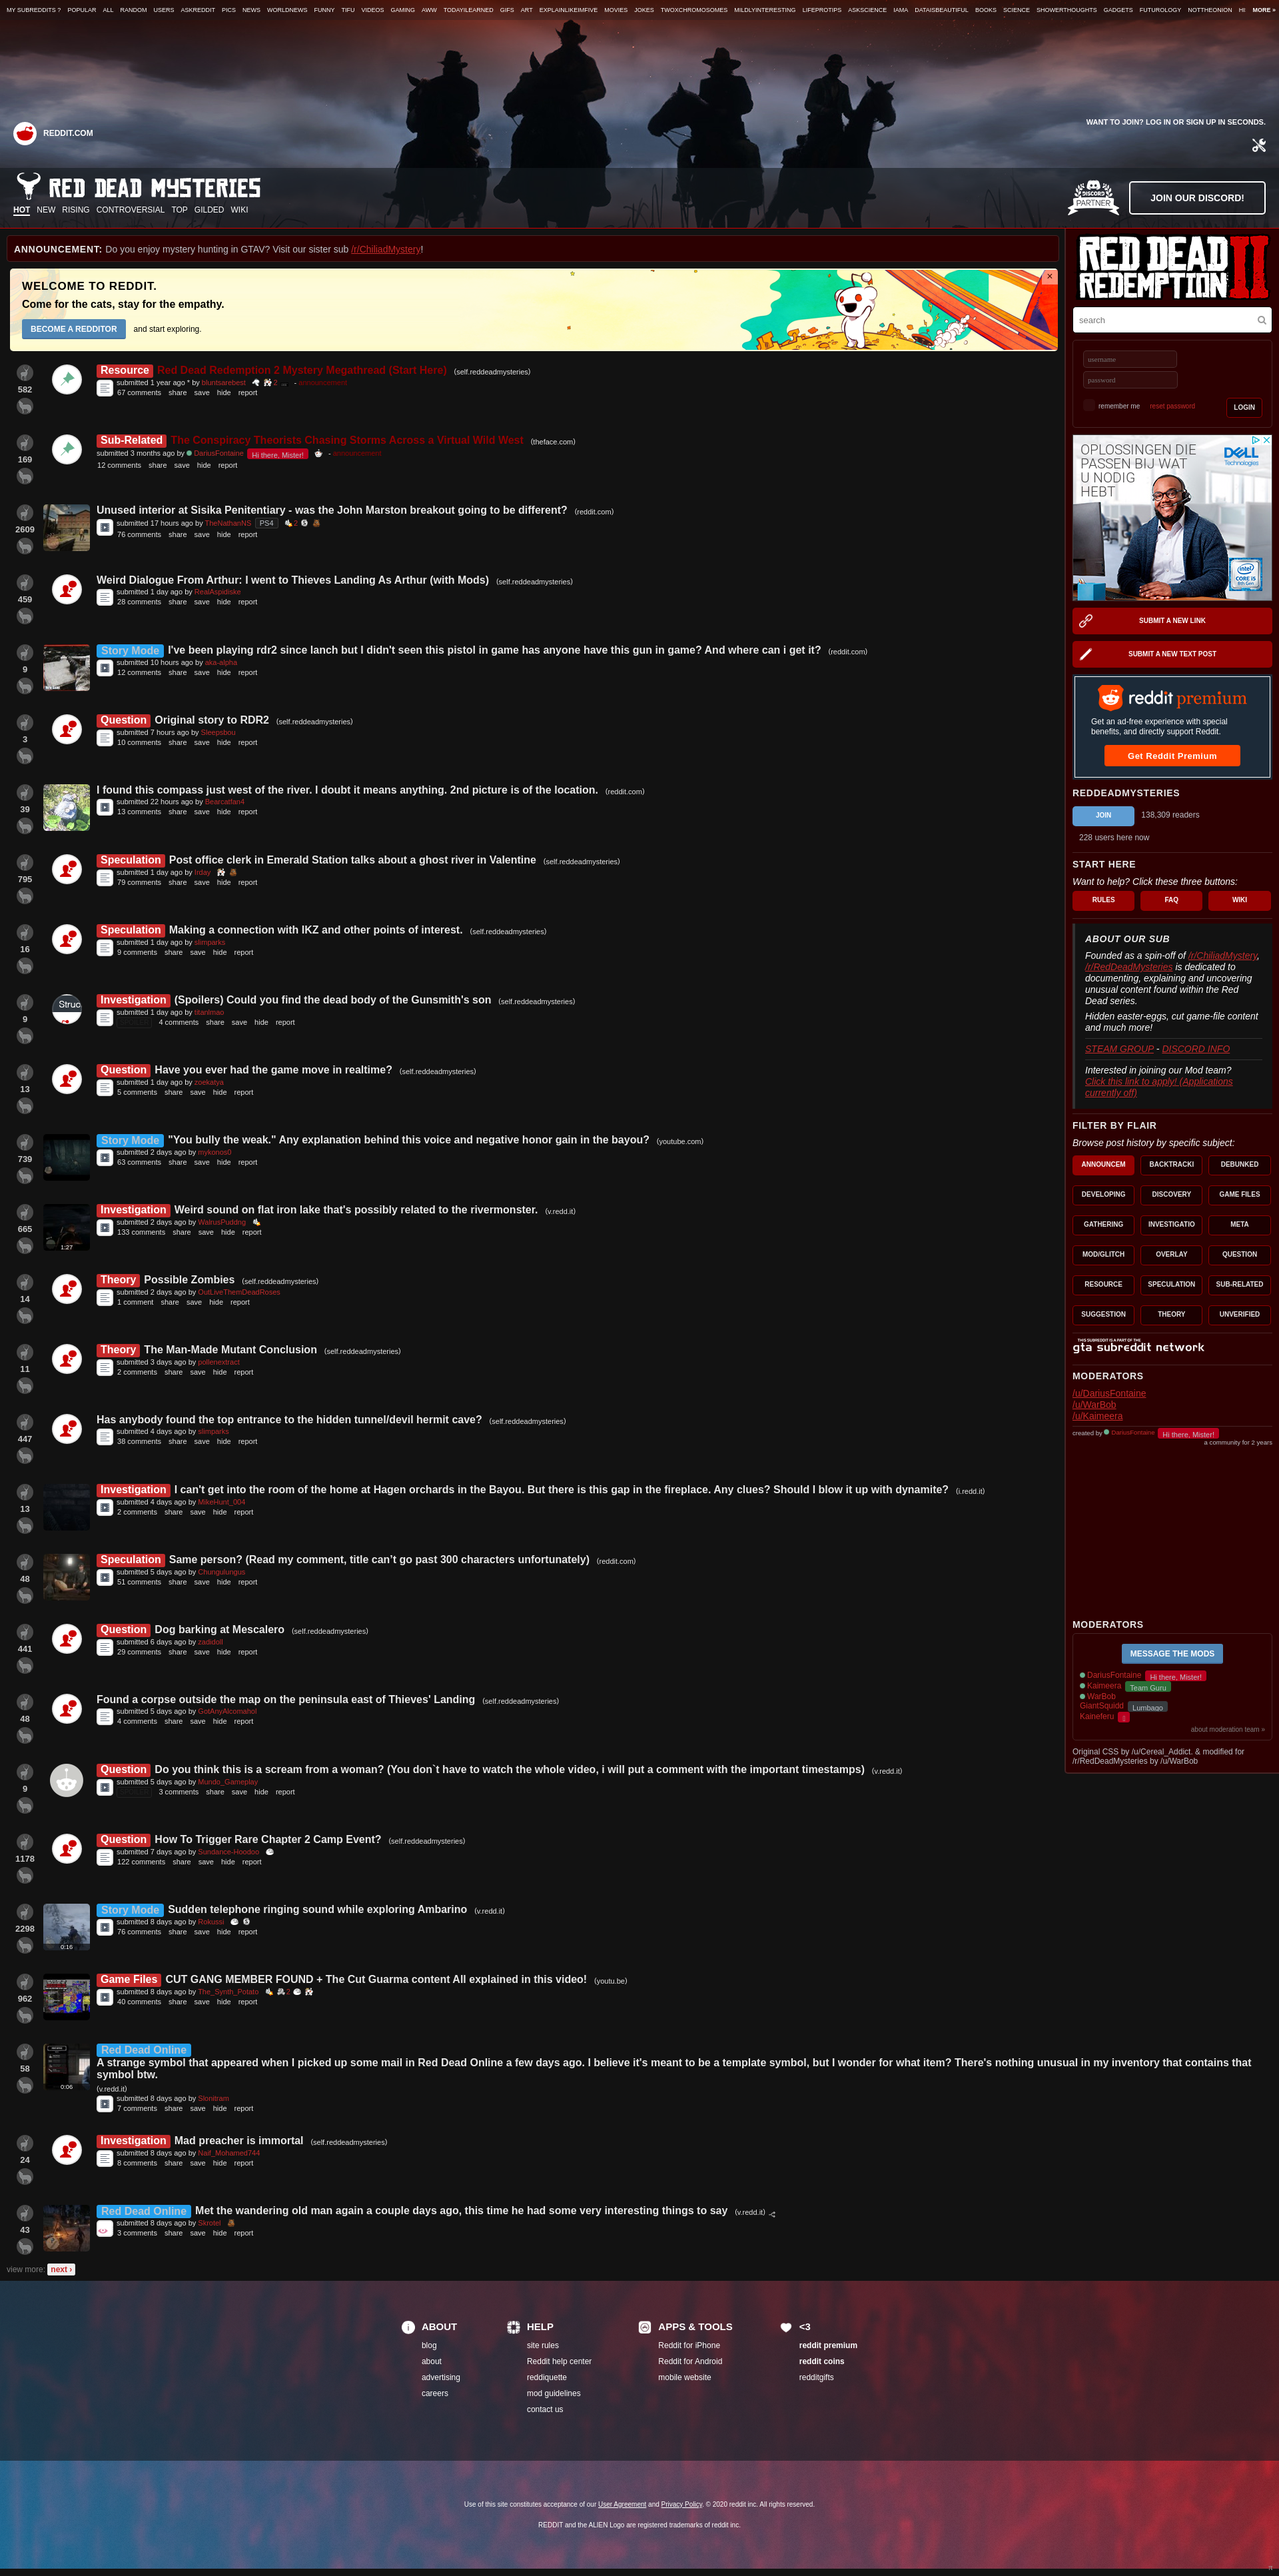 MY SUBREDDITS ? POPULAR ALL RANDOM USERS ASKREDDIT PICS NEWS WORLDNEWS FUNNY TIFU VIDEOS GAMING AWW TODAYILEARNED GIFS ART EXPLAINLIKEIMFIVE MOVIES JOKES TWOXCHROMOSOMES MILDLYINTERESTING LIFEPROTIPS ASKSCIENCE IAMA DATAISBEAUTIFUL BOOKS SCIENCE SHOWERTHOUGHTS GADGETS FUTUROLOGY NOTTHEONION HI MORE »
REDDIT.COM
WANT TO JOIN? LOG IN OR SIGN UP IN SECONDS.
RED DEAD MYSTERIES
HOT NEW RISING CONTROVERSIAL TOP GILDED WIKI
DISCORD PARTNER
JOIN OUR DISCORD!
ANNOUNCEMENT: Do you enjoy mystery hunting in GTAV? Visit our sister sub /r/ChiliadMystery!
WELCOME TO REDDIT.
Come for the cats, stay for the empathy.
BECOME A REDDITOR and start exploring.
582
Resource Red Dead Redemption 2 Mystery Megathread (Start Here) (self.reddeadmysteries)
submitted 1 year ago * by bluntsarebest 2 - announcement
67 comments share save hide report
169
Sub-Related The Conspiracy Theorists Chasing Storms Across a Virtual Wild West (theface.com)
submitted 3 months ago by DariusFontaine Hi there, Mister! - announcement
12 comments share save hide report
2609
Unused interior at Sisika Penitentiary - was the John Marston breakout going to be different? (reddit.com)
submitted 17 hours ago by TheNathanNS PS4 2
76 comments share save hide report
459
Weird Dialogue From Arthur: I went to Thieves Landing As Arthur (with Mods) (self.reddeadmysteries)
submitted 1 day ago by RealAspidiske
28 comments share save hide report
9
Story Mode I've been playing rdr2 since lanch but I didn't seen this pistol in game has anyone have this gun in game? And where can i get it? (reddit.com)
submitted 10 hours ago by aka-alpha
12 comments share save hide report
3
Question Original story to RDR2 (self.reddeadmysteries)
submitted 7 hours ago by Sleepsbou
10 comments share save hide report
39
I found this compass just west of the river. I doubt it means anything. 2nd picture is of the location. (reddit.com)
submitted 22 hours ago by Bearcatfan4
13 comments share save hide report
795
Speculation Post office clerk in Emerald Station talks about a ghost river in Valentine (self.reddeadmysteries)
submitted 1 day ago by
79 comments share save hide report
16
Speculation Making a connection with IKZ and other points of interest. (self.reddeadmysteries)
submitted 1 day ago by slimparks
9 comments share save hide report
9
Struc
Investigation (Spoilers) Could you find the dead body of the Gunsmith's son (self.reddeadmysteries)
submitted 1 day ago by titanlmao
4 comments share save hide report
13
Question Have you ever had the game move in realtime? (self.reddeadmysteries)
submitted 1 day ago by zoekatya
5 comments share save hide report
739
Story Mode "You bully the weak." Any explanation behind this voice and negative honor gain in the bayou? (youtube.com)
submitted 2 days ago by mykonos0
63 comments share save hide report
665
1:27
Investigation Weird sound on flat iron lake that's possibly related to the rivermonster. (v.redd.it)
submitted 2 days ago by WalrusPuddng
133 comments share save hide report
14
Theory Possible Zombies (self.reddeadmysteries)
submitted 2 days ago by OutLiveThemDeadRoses
1 comment share save hide report
11
Theory The Man-Made Mutant Conclusion (self.reddeadmysteries)
submitted 3 days ago by pollenextract
2 comments share save hide report
447
Has anybody found the top entrance to the hidden tunnel/devil hermit cave? (self.reddeadmysteries)
submitted 4 days ago by slimparks
38 comments share save hide report
13
Investigation I can't get into the room of the home at Hagen orchards in the Bayou. But there is this gap in the fireplace. Any clues? Should I blow it up with dynamite? (i.redd.it)
submitted 4 days ago by MikeHunt_004
2 comments share save hide report
48
Speculation Same person? (Read my comment, title can't go past 300 characters unfortunately) (reddit.com)
submitted 5 days ago by Chungulungus
51 comments share save hide report
441
Question Dog barking at Mescalero (self.reddeadmysteries)
submitted 6 days ago by zadidoll
29 comments share save hide report
48
Found a corpse outside the map on the peninsula east of Thieves' Landing (self.reddeadmysteries)
submitted 5 days ago by GotAnyAlcomahol
4 comments share save hide report
9
Question Do you think this is a scream from a woman? (You don`t have to watch the whole video, i will put a comment with the important timestamps) (v.redd.it)
submitted 5 days ago by Mundo_Gameplay
3 comments share save hide report
1178
Question How To Trigger Rare Chapter 2 Camp Event? (self.reddeadmysteries)
submitted 7 days ago by Sundance-Hoodoo
122 comments share save hide report
2298
0:16
Story Mode Sudden telephone ringing sound while exploring Ambarino (v.redd.it)
submitted 8 days ago by Rokussi
76 comments share save hide report
962
Game Files CUT GANG MEMBER FOUND + The Cut Guarma content All explained in this video! (youtu.be)
submitted 8 days ago by The_Synth_Potato 2
40 comments share save hide report
58
0:06
Red Dead Online
A strange symbol that appeared when I picked up some mail in Red Dead Online a few days ago. I believe it's meant to be a template symbol, but I wonder for what item? There's nothing unusual in my inventory that contains that
symbol btw.
(v.redd.it)
submitted 8 days ago by Slonitram
7 comments share save hide report
24
Investigation Mad preacher is immortal (self.reddeadmysteries)
submitted 8 days ago by Naif_Mohamed744
8 comments share save hide report
43
Red Dead Online Met the wandering old man again a couple days ago, this time he had some very interesting things to say (v.redd.it)
submitted 8 days ago by Skrotel
3 comments share save hide report
view more: next ›
RED DEAD
REDEMPTION II
search
username
password
remember me reset password LOGIN
OPLOSSINGEN DIE
PASSEN BIJ WAT
U NODIG
HEBT
DELL
Technologies
intel
CORE i5
8th Gen
SUBMIT A NEW LINK
SUBMIT A NEW TEXT POST
reddit premium
Get an ad-free experience with special
benefits, and directly support Reddit.
Get Reddit Premium
REDDEADMYSTERIES
JOIN 138,309 readers
228 users here now
START HERE
Want to help? Click these three buttons:
RULES FAQ WIKI
ABOUT OUR SUB
Founded as a spin-off of /r/ChiliadMystery,
/r/RedDeadMysteries is dedicated to
documenting, explaining and uncovering
unusual content found within the Red
Dead series.
Hidden easter-eggs, cut game-file content
and much more!
STEAM GROUP - DISCORD INFO
Interested in joining our Mod team?
Click this link to apply! (Applications
currently off)
FILTER BY FLAIR
Browse post history by specific subject:
ANNOUNCEM BACKTRACKI DEBUNKED
DEVELOPING DISCOVERY GAME FILES
GATHERING INVESTIGATIO META
MOD/GLITCH OVERLAY QUESTION
RESOURCE SPECULATION SUB-RELATED
SUGGESTION THEORY UNVERIFIED
THIS SUBREDDIT IS A PART OF THE
gta subreddit network
MODERATORS
/u/DariusFontaine
/u/WarBob
/u/Kaimeera
created by DariusFontaine Hi there, Mister!
a community for 2 years
MODERATORS
MESSAGE THE MODS
DariusFontaine Hi there, Mister!
Kaimeera Team Guru
WarBob
GiantSquidd Lumbago
Kaineferu
about moderation team »
Original CSS by /u/Cereal_Addict. & modified for
/r/RedDeadMysteries by /u/WarBob
ABOUT
blog
about
advertising
careers
HELP
site rules
Reddit help center
reddiquette
mod guidelines
contact us
APPS & TOOLS
Reddit for iPhone
Reddit for Android
mobile website
<3
reddit premium
reddit coins
redditgifts
Use of this site constitutes acceptance of our User Agreement and Privacy Policy. © 2020 reddit inc. All rights reserved.
REDDIT and the ALIEN Logo are registered trademarks of reddit inc.
π